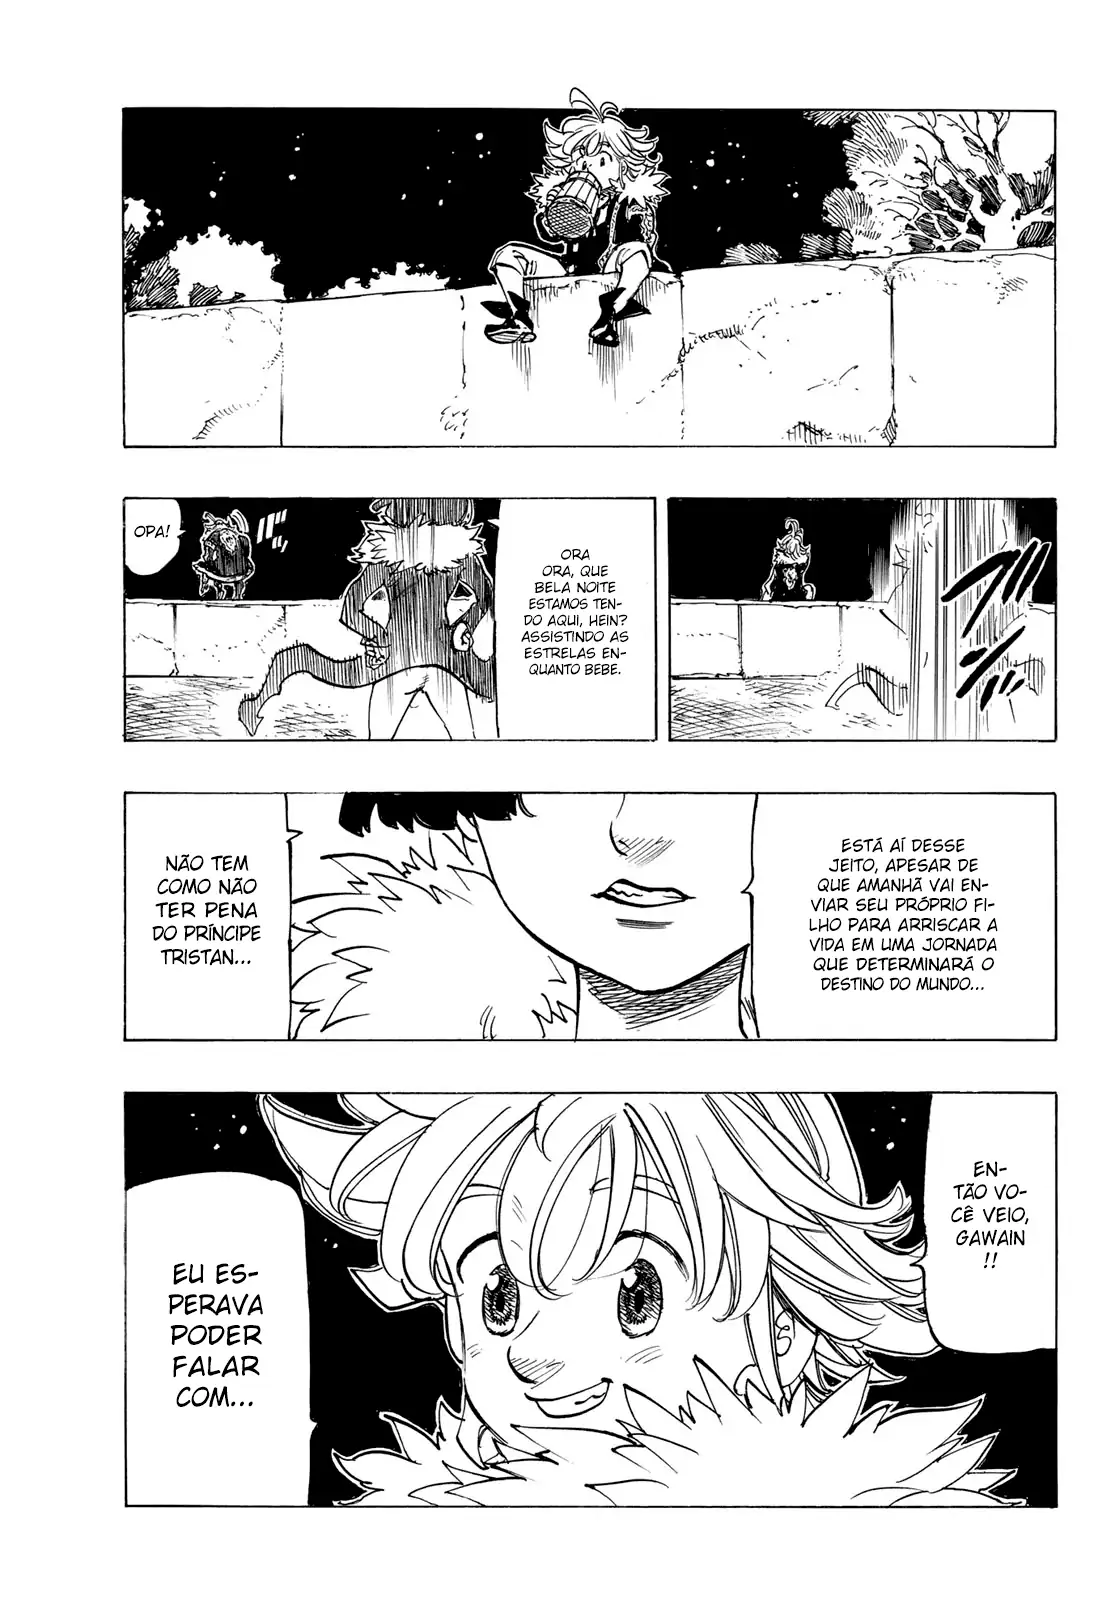 ブン
ORA
ORA, QUE
BELA NOITE
ESTAMOS TEN-
DO AQUI, HEIN?
ASSISTINDO AS
ESTRELAS EN-
QUANTO BEBE.
OPA!
ESTÁ AÍ DESSE
JEITO, APESAR DE
QUE AMANHÃ VAI EN-
VIAR SEU PRÓPRIO FI-
LHO PARA ARRISCAR A
VIDA EM UMA JORNADA
QUE DETERMINARÁ O
DESTINO DO MUNDO...
NÃO TEM
COMO NÃO
TER PENA
DO PRÍNCIPE
TRISTAN...
EN-
TÃO VO-
CÊ VEIO,
GAWAIN
!!
EU ES-
PERAVA
PODER
FALAR
COM...